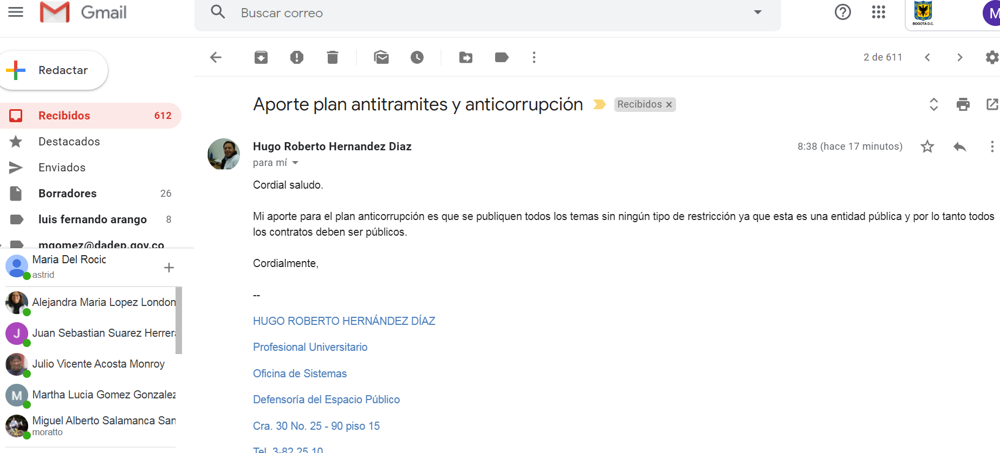 Gmail
Buscar correo
BOGOTÁ D.C.
M
Redactar
2 de 611
Recibidos 612
Destacados
Enviados
Borradores 26
luis fernando arango 8
mgomez@dadep.gov.co
Maria Del Rocic
astrid
Alejandra Maria Lopez London
J
Juan Sebastian Suarez Herrera
Julio Vicente Acosta Monroy
M
Martha Lucia Gomez Gonzalez
Miguel Alberto Salamanca San
moratto
Aporte plan antitramites y anticorrupción Recibidos x
Hugo Roberto Hernandez Diaz 8:38 (hace 17 minutos)
para mí
Cordial saludo.
Mi aporte para el plan anticorrupción es que se publiquen todos los temas sin ningún tipo de restricción ya que esta es una entidad pública y por lo tanto todos
los contratos deben ser públicos.
Cordialmente,
--
HUGO ROBERTO HERNÁNDEZ DÍAZ
Profesional Universitario
Oficina de Sistemas
Defensoría del Espacio Público
Cra. 30 No. 25 - 90 piso 15
Tel. 3-82 25 10